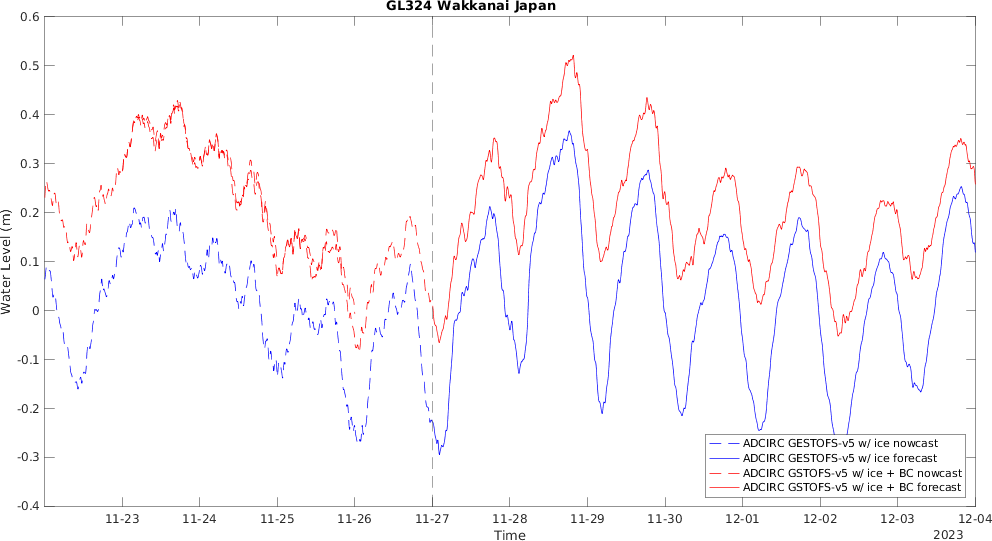 GL324 Wakkanai Japan
0.6
0.5
0.4
0.3
0.2
0.1
0
-0.1
-0.2
-0.3
-0.4
Water Level (m)
ADCIRC GESTOFS-v5 w/ ice nowcast
ADCIRC GESTOFS-v5 w/ ice forecast
ADCIRC GSTOFS-v5 w/ ice + BC nowcast
ADCIRC GSTOFS-v5 w/ ice + BC forecast
11-23 11-24 11-25 11-26 11-27 11-28 11-29 11-30 12-01 12-02 12-03 12-04
Time
2023